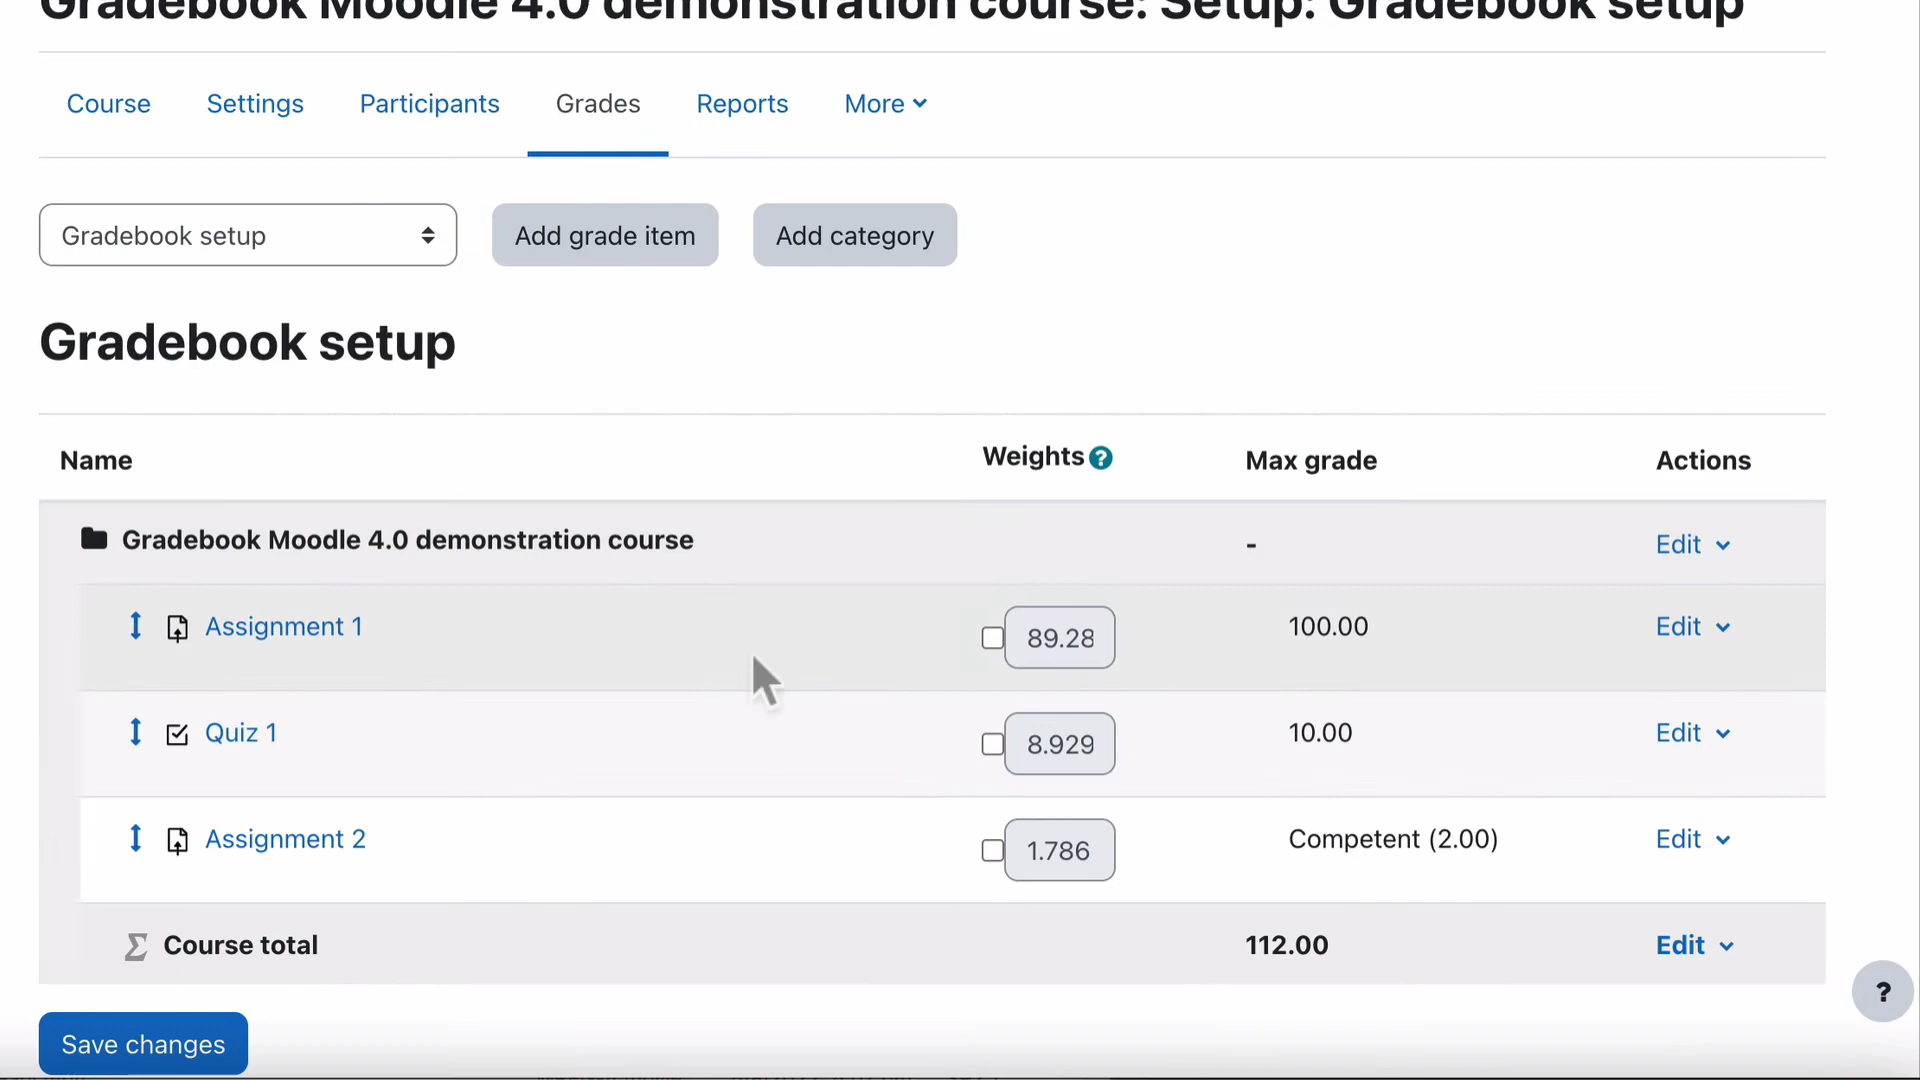 Gradebook Moodle 4.0 demonstration course: Setup: Gradebook setup
Course Settings Participants Grades Reports More
Gradebook setup Add grade item Add category
Gradebook setup
Name Weights ? Max grade Actions
Gradebook Moodle 4.0 demonstration course - Edit
Assignment 1 89.28 100.00 Edit
Quiz 1 8.929 10.00 Edit
Assignment 2 1.786 Competent (2.00) Edit
Σ Course total 112.00 Edit
?
Save changes